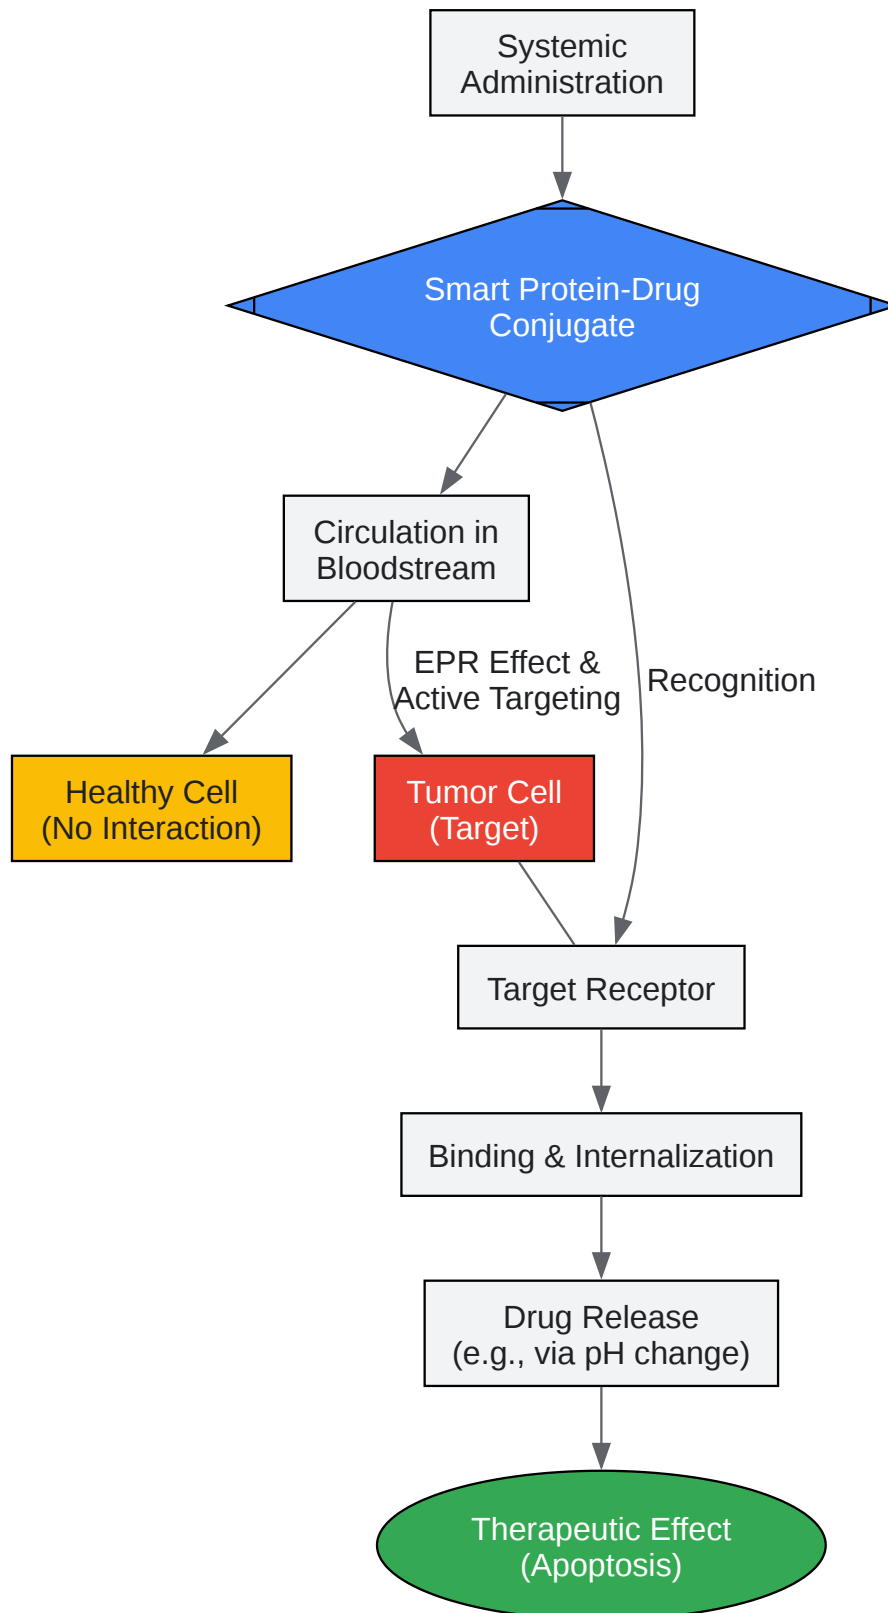 Systemic
Administration
Smart Protein-Drug
Conjugate
Circulation in
Bloodstream
EPR Effect &
Active Targeting
Recognition
Healthy Cell
(No Interaction)
Tumor Cell
(Target)
Target Receptor
Binding & Internalization
Drug Release
(e.g., via pH change)
Therapeutic Effect
(Apoptosis)